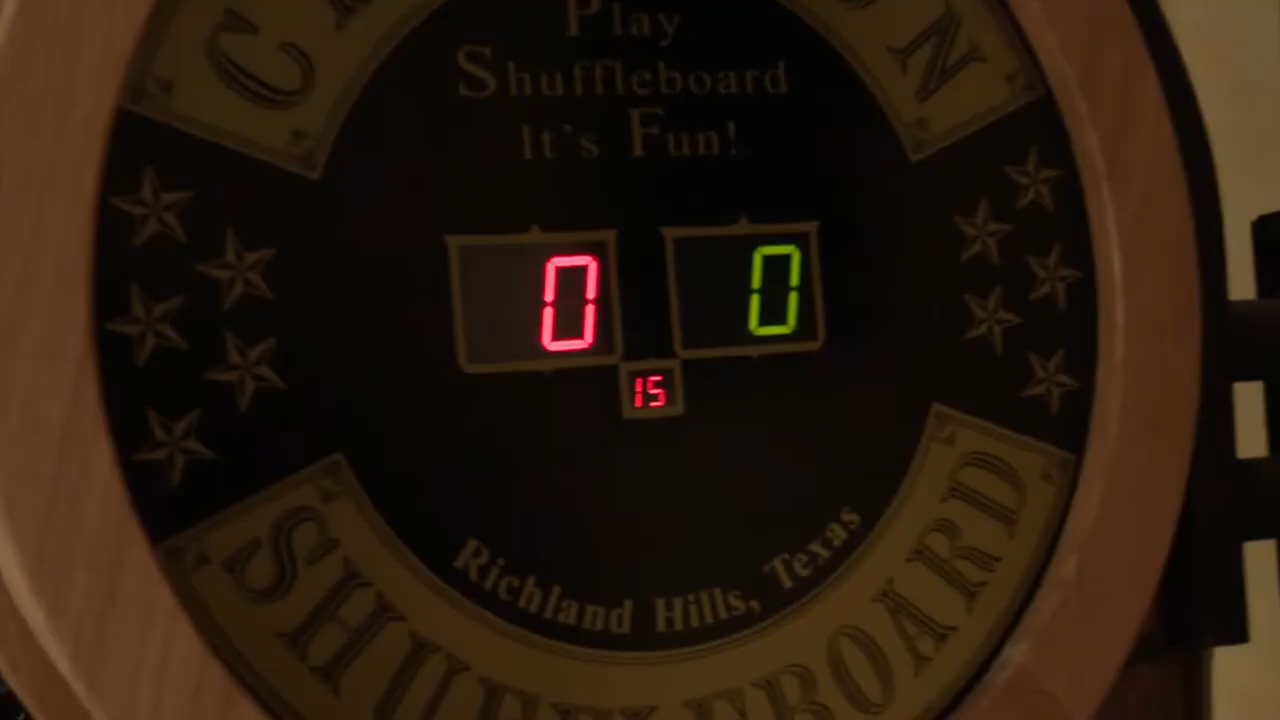 Play
Shuffleboard
It's Fun!
0 0
15
Richland Hills, Texas
SHUFFLEBOARD